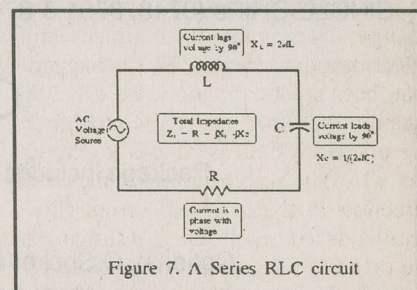 Current lags
voltage by 90°
X_L = 2πfL
L
AC
Voltage
Source
Total Impedance
C
Current leads
voltage by 90°
Xc = 1/(2πfC)
R
Current is in
phase with
voltage
Figure 7. A Series RLC circuit